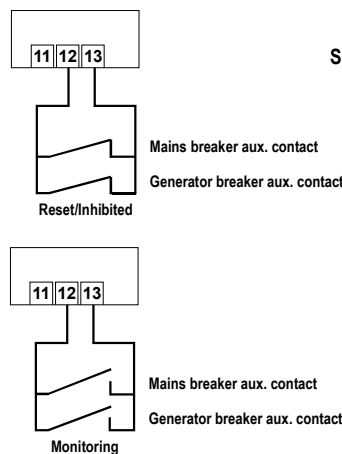 11 12 13
S
Mains breaker aux. contact
Generator breaker aux. contact
Reset/Inhibited
11 12 13
Mains breaker aux. contact
Generator breaker aux. contact
Monitoring